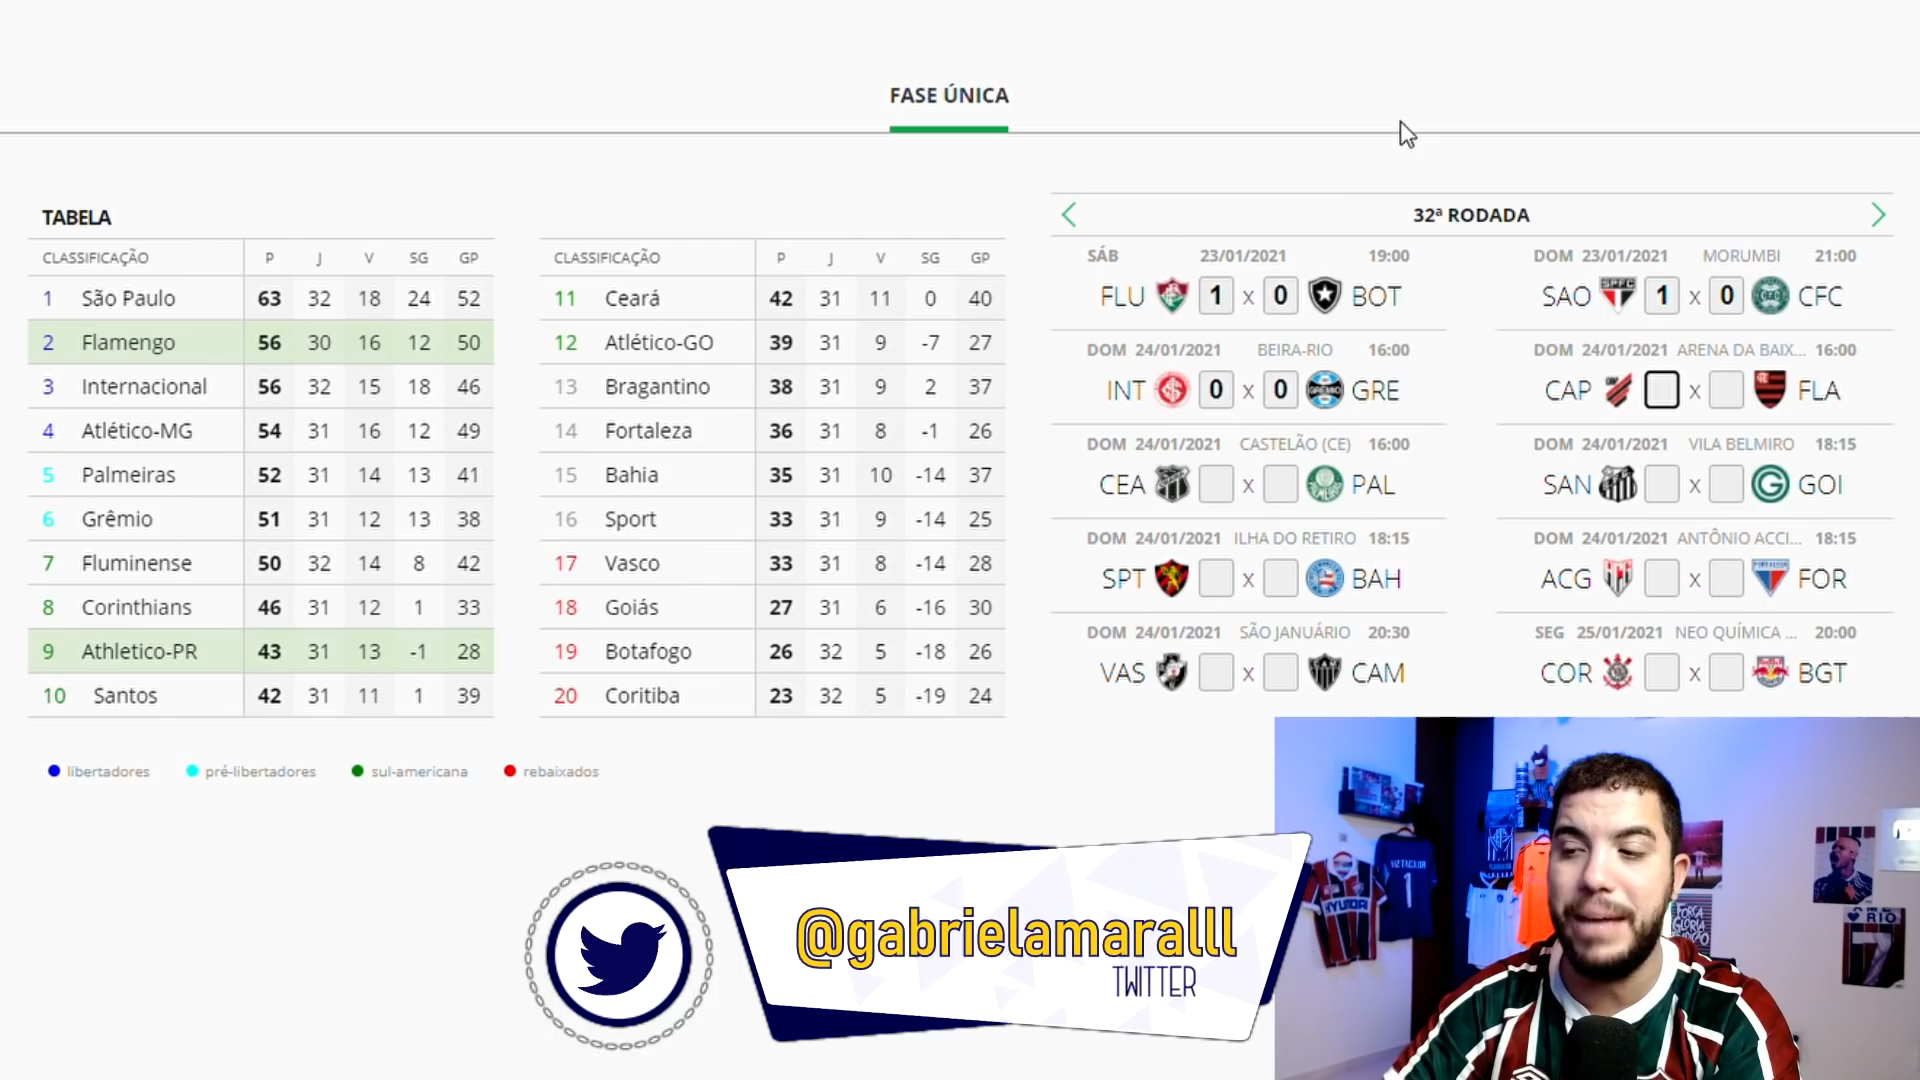 FASE ÚNICA
TABELA
CLASSIFICAÇÃO P J V SG GP
1 São Paulo 63 32 18 24 52
2 Flamengo 56 30 16 12 50
3 Internacional 56 32 15 18 46
4 Atlético-MG 54 31 16 12 49
5 Palmeiras 52 31 14 13 41
6 Grêmio 51 31 12 13 38
7 Fluminense 50 32 14 8 42
8 Corinthians 46 31 12 1 33
9 Athletico-PR 43 31 13 -1 28
10 Santos 42 31 11 1 39
CLASSIFICAÇÃO P J V SG GP
11 Ceará 42 31 11 0 40
12 Atlético-GO 39 31 9 -7 27
13 Bragantino 38 31 9 2 37
14 Fortaleza 36 31 8 -1 26
15 Bahia 35 31 10 -14 37
16 Sport 33 31 9 -14 25
17 Vasco 33 31 8 -14 28
18 Goiás 27 31 6 -16 30
19 Botafogo 26 32 5 -18 26
20 Coritiba 23 32 5 -19 24
libertadores pré-libertadores sul-americana rebaixados
32ª RODADA
SÁB 23/01/2021 19:00
FLU 1 x 0 BOT
DOM 23/01/2021 MORUMBI 21:00
SAO SPFC 1 x 0 CFC
DOM 24/01/2021 BEIRA-RIO 16:00
INT 0 x 0 GRE
DOM 24/01/2021 ARENA DA BAIX... 16:00
CAP x FLA
DOM 24/01/2021 CASTELÃO (CE) 16:00
CEA x PAL
DOM 24/01/2021 VILA BELMIRO 18:15
SAN x GOI
DOM 24/01/2021 ILHA DO RETIRO 18:15
SPT x BAH
DOM 24/01/2021 ANTÔNIO ACCI... 18:15
ACG x FOR
DOM 24/01/2021 SÃO JANUÁRIO 20:30
VAS x CAM
SEG 25/01/2021 NEO QUÍMICA ... 20:00
COR x BGT
@gabrielamaralll
TWITTER
HYUNDAI
1
FORÇA
GLÓRIA
RIO